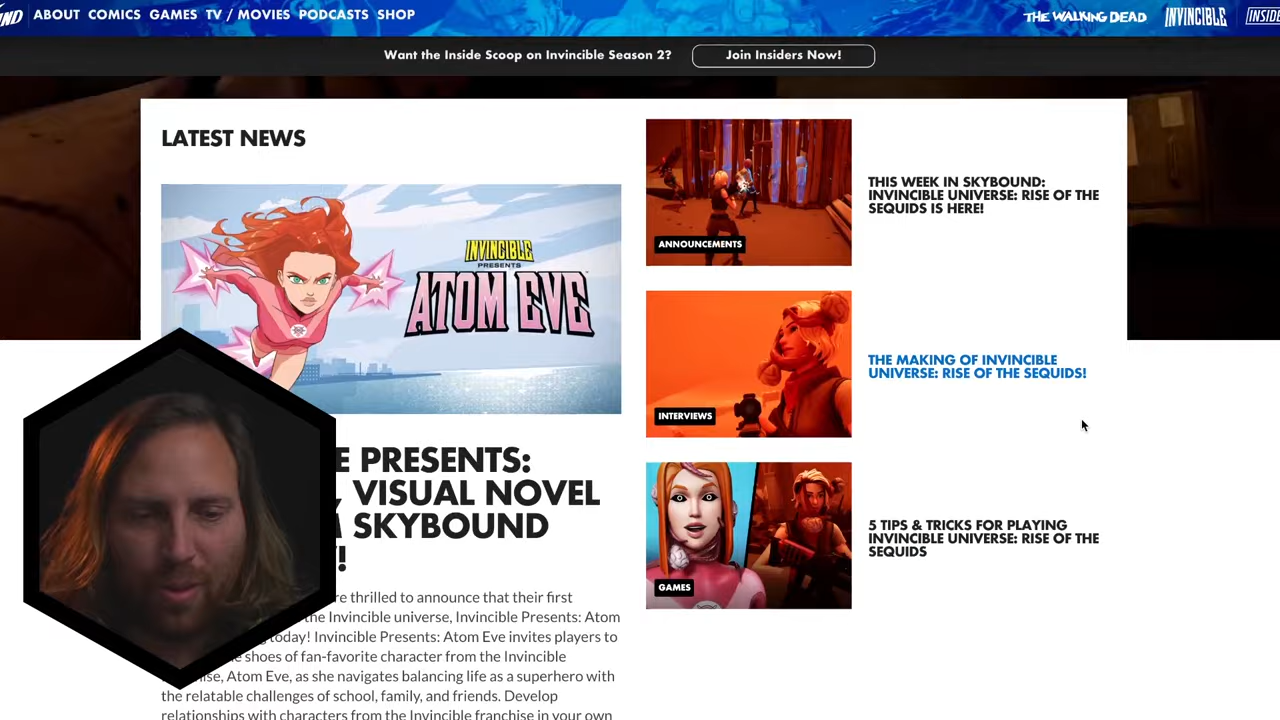 ABOUT COMICS GAMES TV / MOVIES PODCASTS SHOP
THE WALKING DEAD INVINCIBLE
Want the Inside Scoop on Invincible Season 2? Join Insiders Now!
LATEST NEWS
INVINCIBLE
PRESENTS
ATOM EVE
E PRESENTS:
VISUAL NOVEL
SKYBOUND
!
re thrilled to announce that their first
the Invincible universe, Invincible Presents: Atom
today! Invincible Presents: Atom Eve invites players to
shoes of fan-favorite character from the Invincible
ise, Atom Eve, as she navigates balancing life as a superhero with
the relatable challenges of school, family, and friends. Develop
relationships with characters from the Invincible franchise in your own
ANNOUNCEMENTS
THIS WEEK IN SKYBOUND:
INVINCIBLE UNIVERSE: RISE OF THE
SEQUIDS IS HERE!
INTERVIEWS
THE MAKING OF INVINCIBLE
UNIVERSE: RISE OF THE SEQUIDS!
GAMES
5 TIPS & TRICKS FOR PLAYING
INVINCIBLE UNIVERSE: RISE OF THE
SEQUIDS